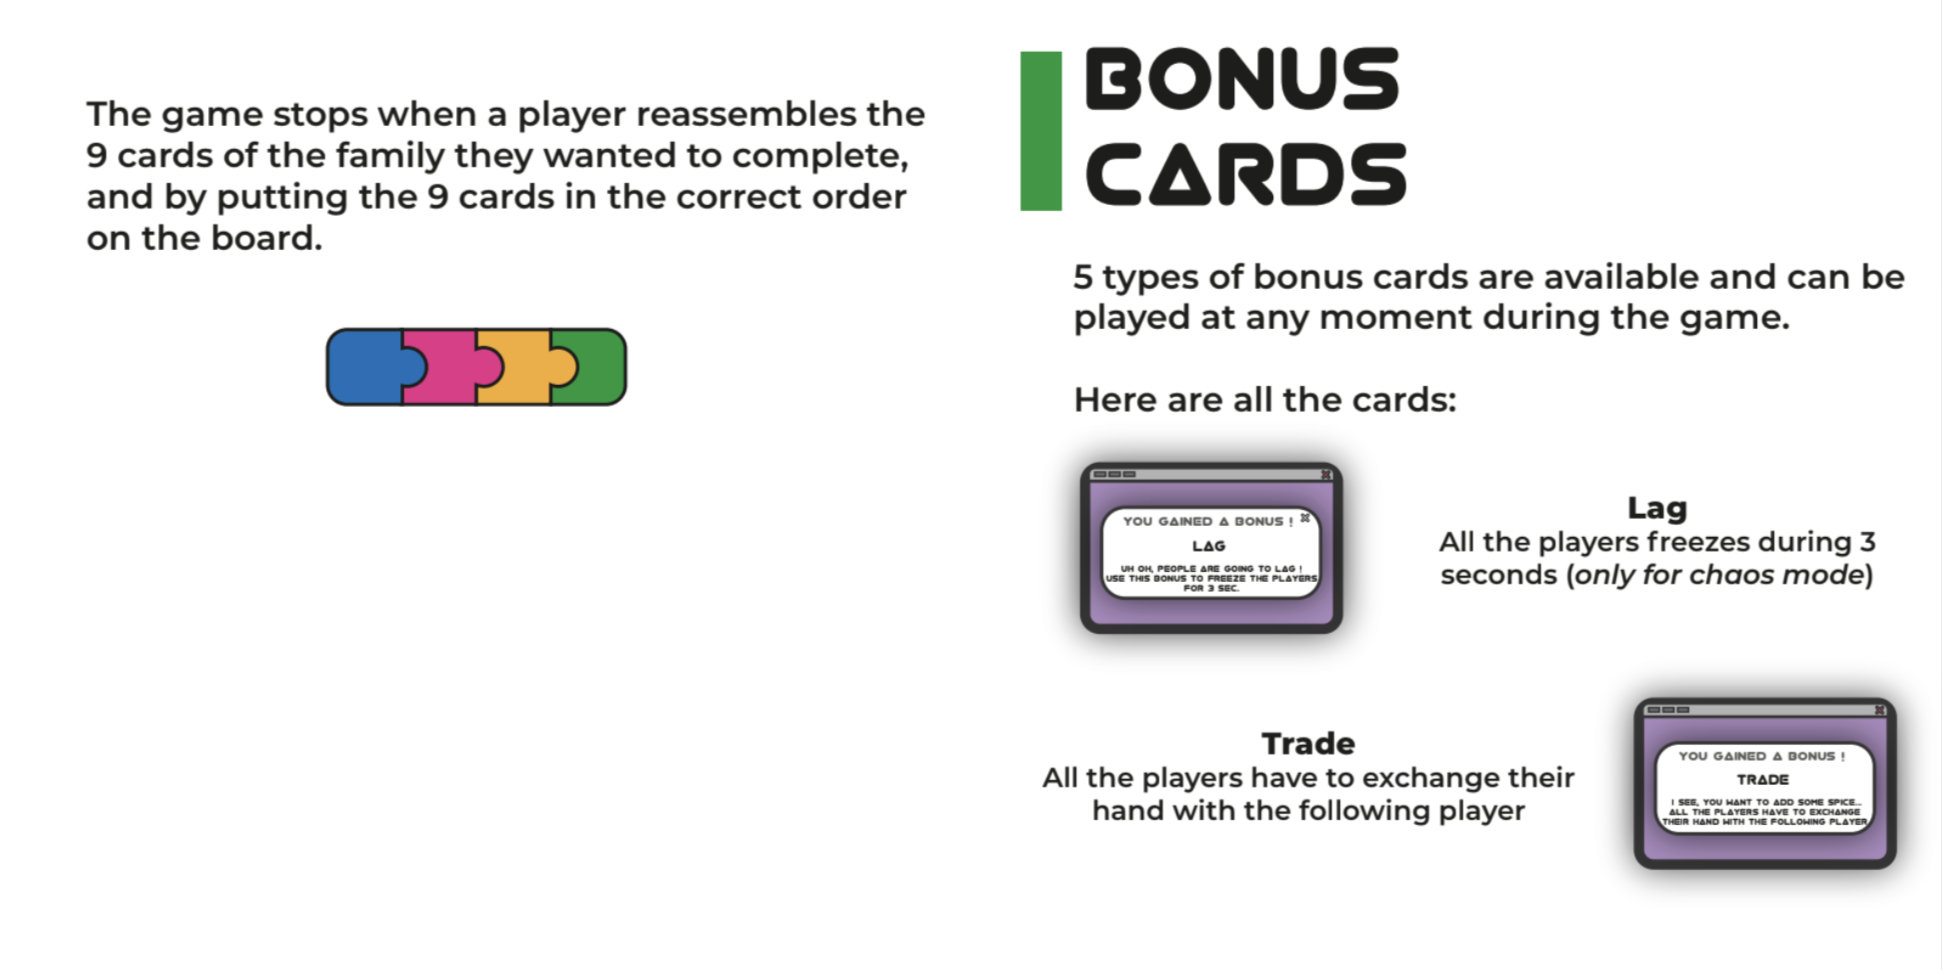 The game stops when a player reassembles the
9 cards of the family they wanted to complete,
and by putting the 9 cards in the correct order
on the board.
BONUS
CARDS
5 types of bonus cards are available and can be
played at any moment during the game.
Here are all the cards:
YOU GAINED A BONUS !
LAG
UH OH, PEOPLE ARE GOING TO LAG !
USE THIS BONUS TO FREEZE THE PLAYERS
FOR 3 SEC.
Lag
All the players freezes during 3
seconds (only for chaos mode)
Trade
All the players have to exchange their
hand with the following player
YOU GAINED A BONUS !
TRADE
I SEE, YOU WANT TO ADD SOME SPICE...
ALL THE PLAYERS HAVE TO EXCHANGE
THEIR HAND WITH THE FOLLOWING PLAYER